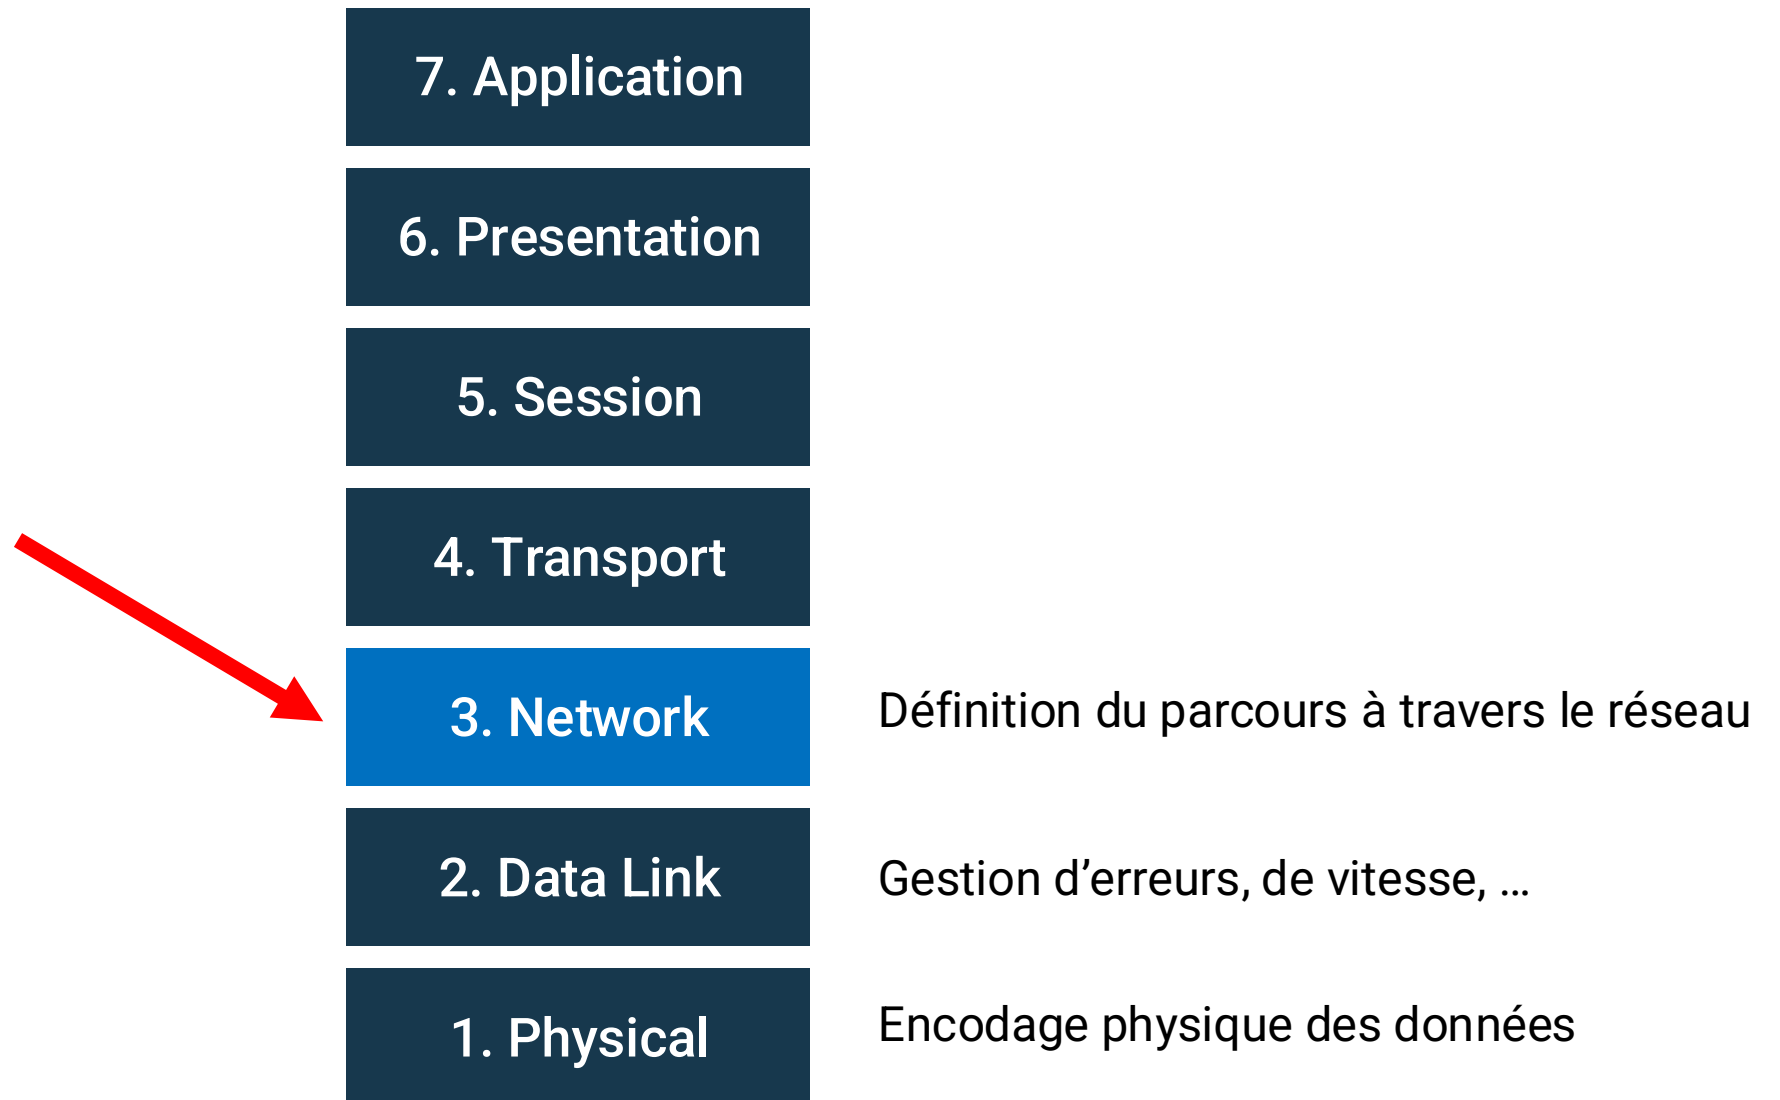 7. Application
6. Presentation
5. Session
4. Transport
3. Network
Définition du parcours à travers le réseau
2. Data Link
Gestion d’erreurs, de vitesse, …
1. Physical
Encodage physique des données